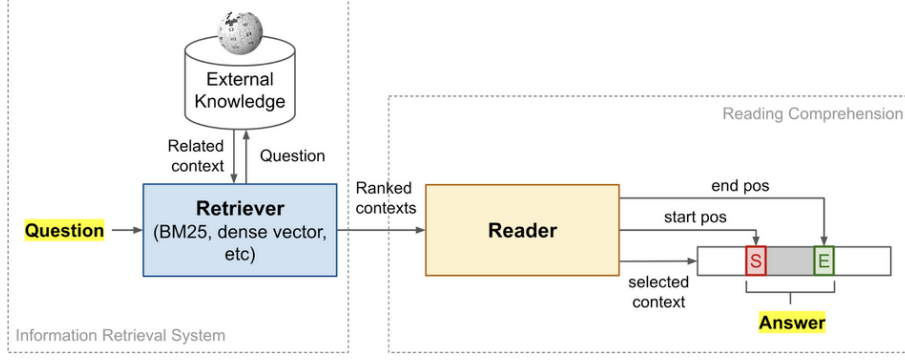 External
Knowledge
Related
context
Question
Question
Retriever
(BM25, dense vector,
etc)
Information Retrieval System
Ranked
contexts
Reading Comprehension
Reader
end pos
start pos
selected
context
S
E
Answer